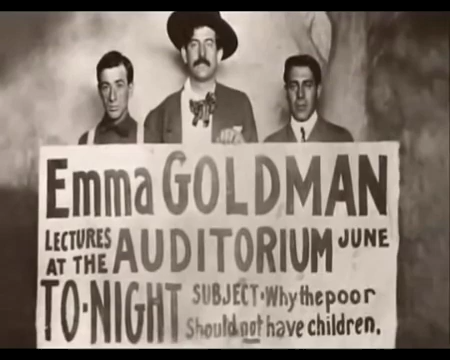 Emma GOLDMAN
LECTURES AT THE AUDITORIUM JUNE
TO-NIGHT SUBJECT·Why the poor
should not have children.